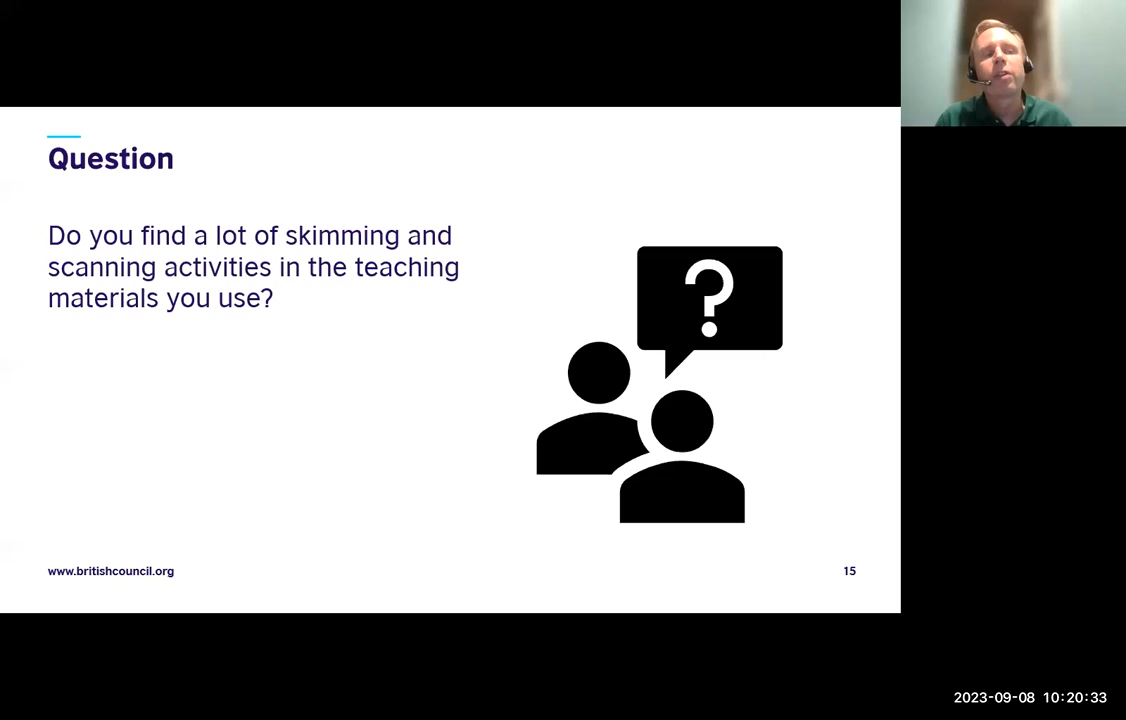 Question
Do you find a lot of skimming and
scanning activities in the teaching
materials you use?
?
www.britishcouncil.org
15
2023-09-08 10:20:33